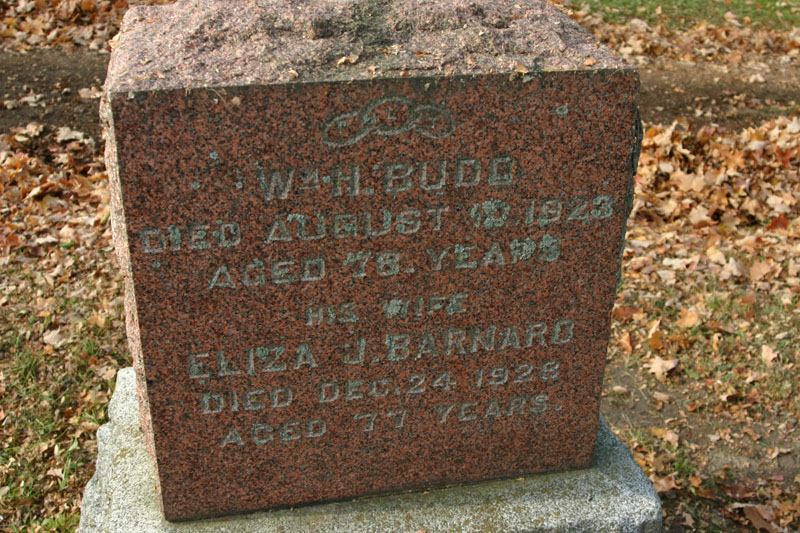 F L T
Wm H. BUDD
DIED AUGUST 10, 1923
AGED 78. YEARS
HIS WIFE
ELIZA J. BARNARD
DIED DEC. 24 1928
AGED 77 YEARS.